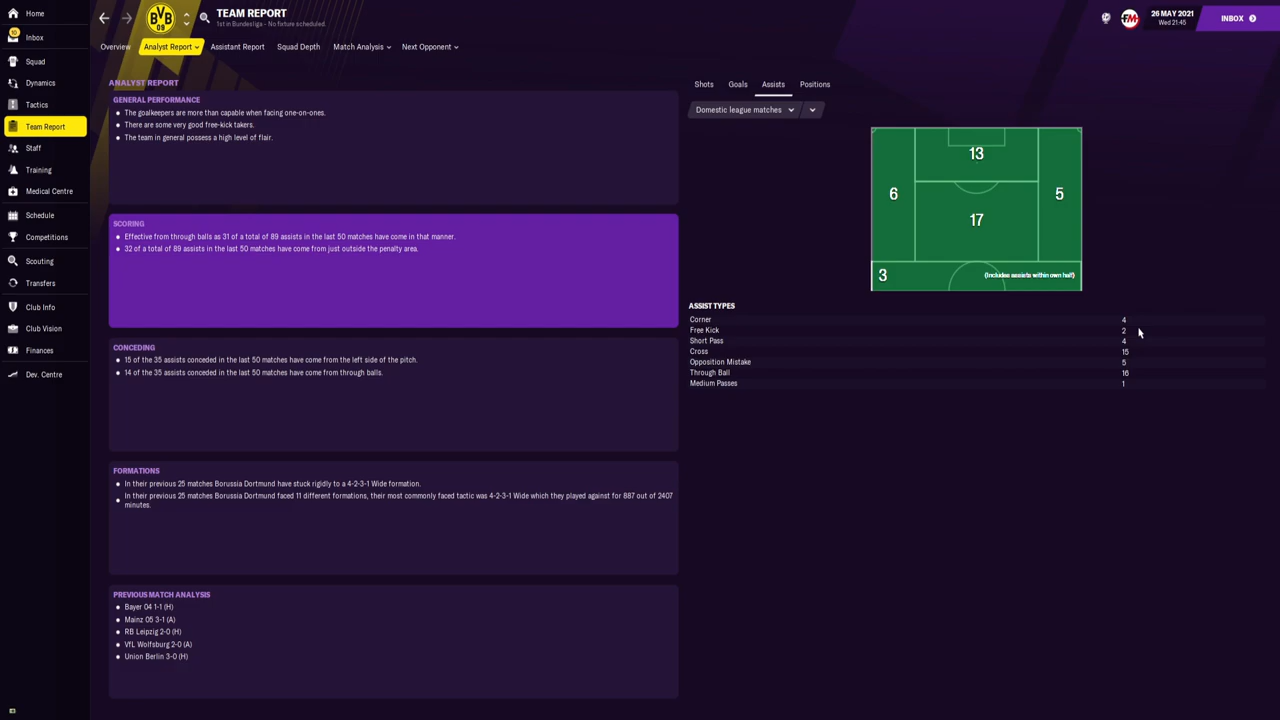 Home
TEAM REPORT
1st in Bundesliga - No fixture scheduled.
26 MAY 2021
Wed 21:45
INBOX
BVB
09
FM
10
Inbox
Overview
Analyst Report
Assistant Report
Squad Depth
Match Analysis
Next Opponent
Squad
Dynamics
Tactics
Team Report
Staff
Training
Medical Centre
Schedule
Competitions
Scouting
Transfers
Club Info
Club Vision
Finances
Dev. Centre
ANALYST REPORT
GENERAL PERFORMANCE
The goalkeepers are more than capable when facing one-on-ones.
There are some very good free-kick takers.
The team in general possess a high level of flair.
SCORING
Effective from through balls as 31 of a total of 89 assists in the last 50 matches have come in that manner.
32 of a total of 89 assists in the last 50 matches have come from just outside the penalty area.
CONCEDING
15 of the 35 assists conceded in the last 50 matches have come from the left side of the pitch.
14 of the 35 assists conceded in the last 50 matches have come from through balls.
FORMATIONS
In their previous 25 matches Borussia Dortmund have stuck rigidly to a 4-2-3-1 Wide formation.
In their previous 25 matches Borussia Dortmund faced 11 different formations, their most commonly faced tactic was 4-2-3-1 Wide which they played against for 887 out of 2407
minutes.
PREVIOUS MATCH ANALYSIS
Bayer 04 1-1 (H)
Mainz 05 3-1 (A)
RB Leipzig 2-0 (H)
VfL Wolfsburg 2-0 (A)
Union Berlin 3-0 (H)
Shots
Goals
Assists
Positions
Domestic league matches
13
6
5
17
3
(Includes assists within own half)
ASSIST TYPES
Corner 4
Free Kick 2
Short Pass 4
Cross 15
Opposition Mistake 5
Through Ball 16
Medium Passes 1